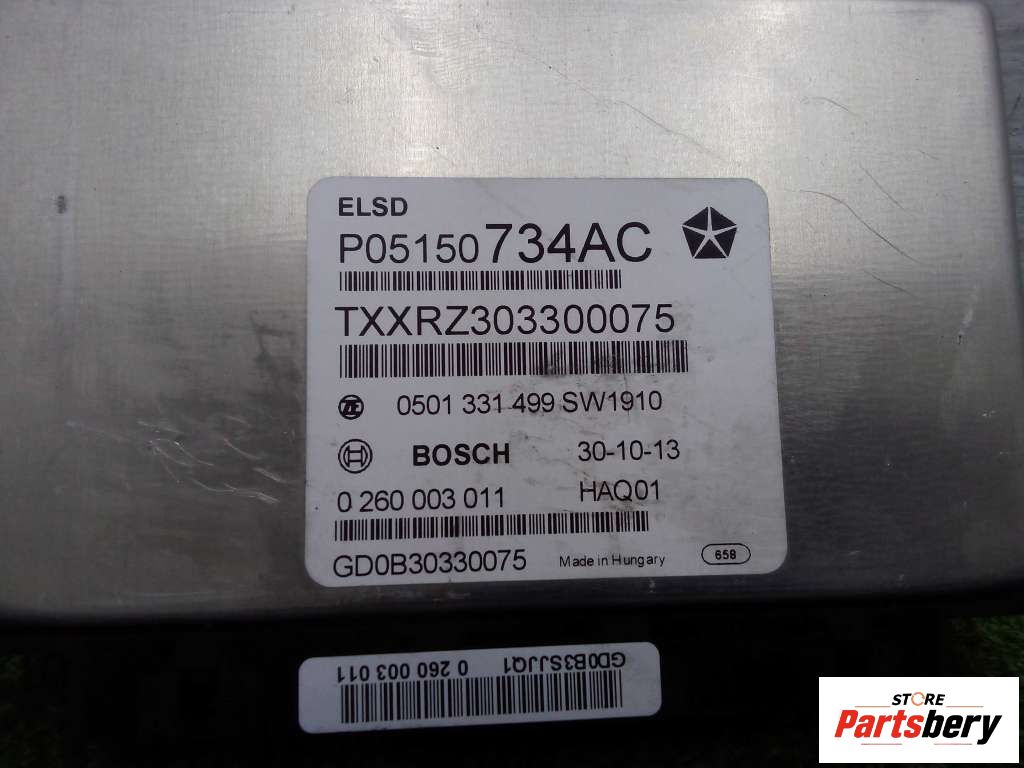 ELSD
P05150734AC
TXXRZ303300075
ZF 0501 331 499 SW1910
BOSCH 30-10-13
0 260 003 011 HAQ01
GD0B30330075 Made in Hungary 658
GD0B3SJJQ1 0 260 003 011
STORE
Partsbery